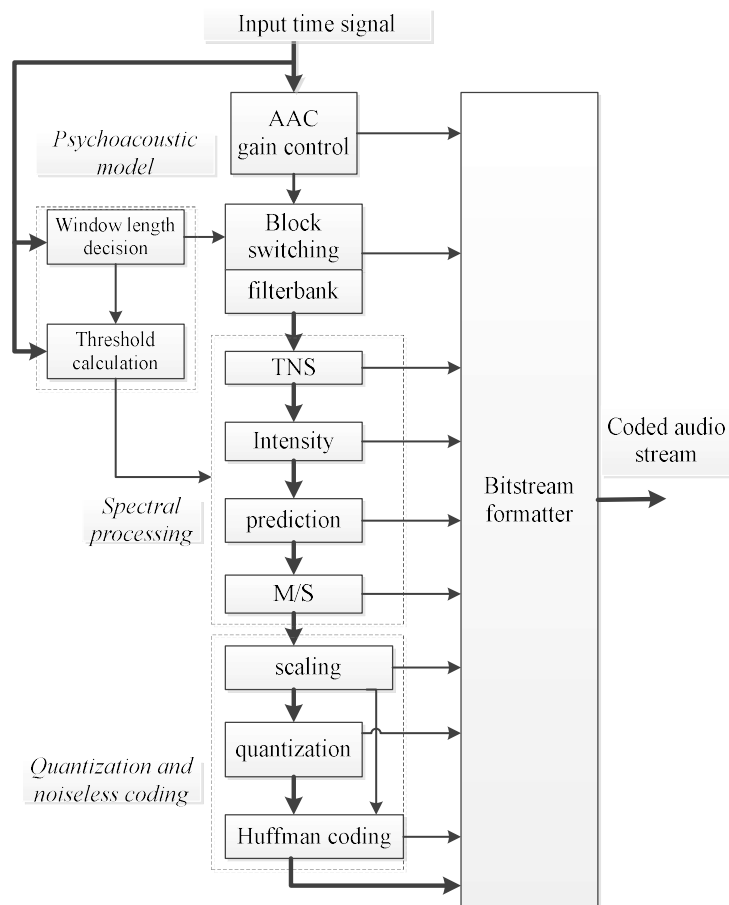 Input time signal
AAC
gain control
Psychoacoustic
model
Window length
decision
Block
switching
filterbank
Threshold
calculation
TNS
Intensity
Spectral
processing
prediction
M/S
scaling
quantization
Quantization and
noiseless coding
Huffman coding
Bitstream
formatter
Coded audio
stream